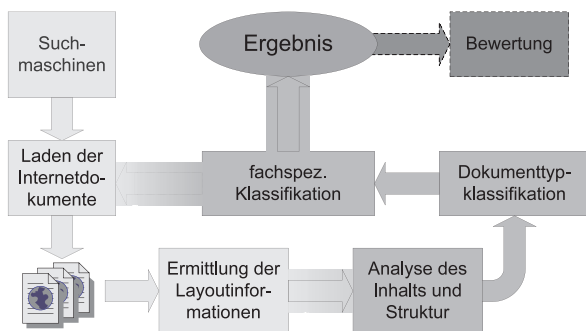 Such-
maschinen
Ergebnis
Bewertung
Laden der
Internetdo-
kumente
fachspez.
Klassifikation
Dokumenttyp-
klassifikation
Ermittlung der
Layoutinfor-
mationen
Analyse des
Inhalts und
Struktur